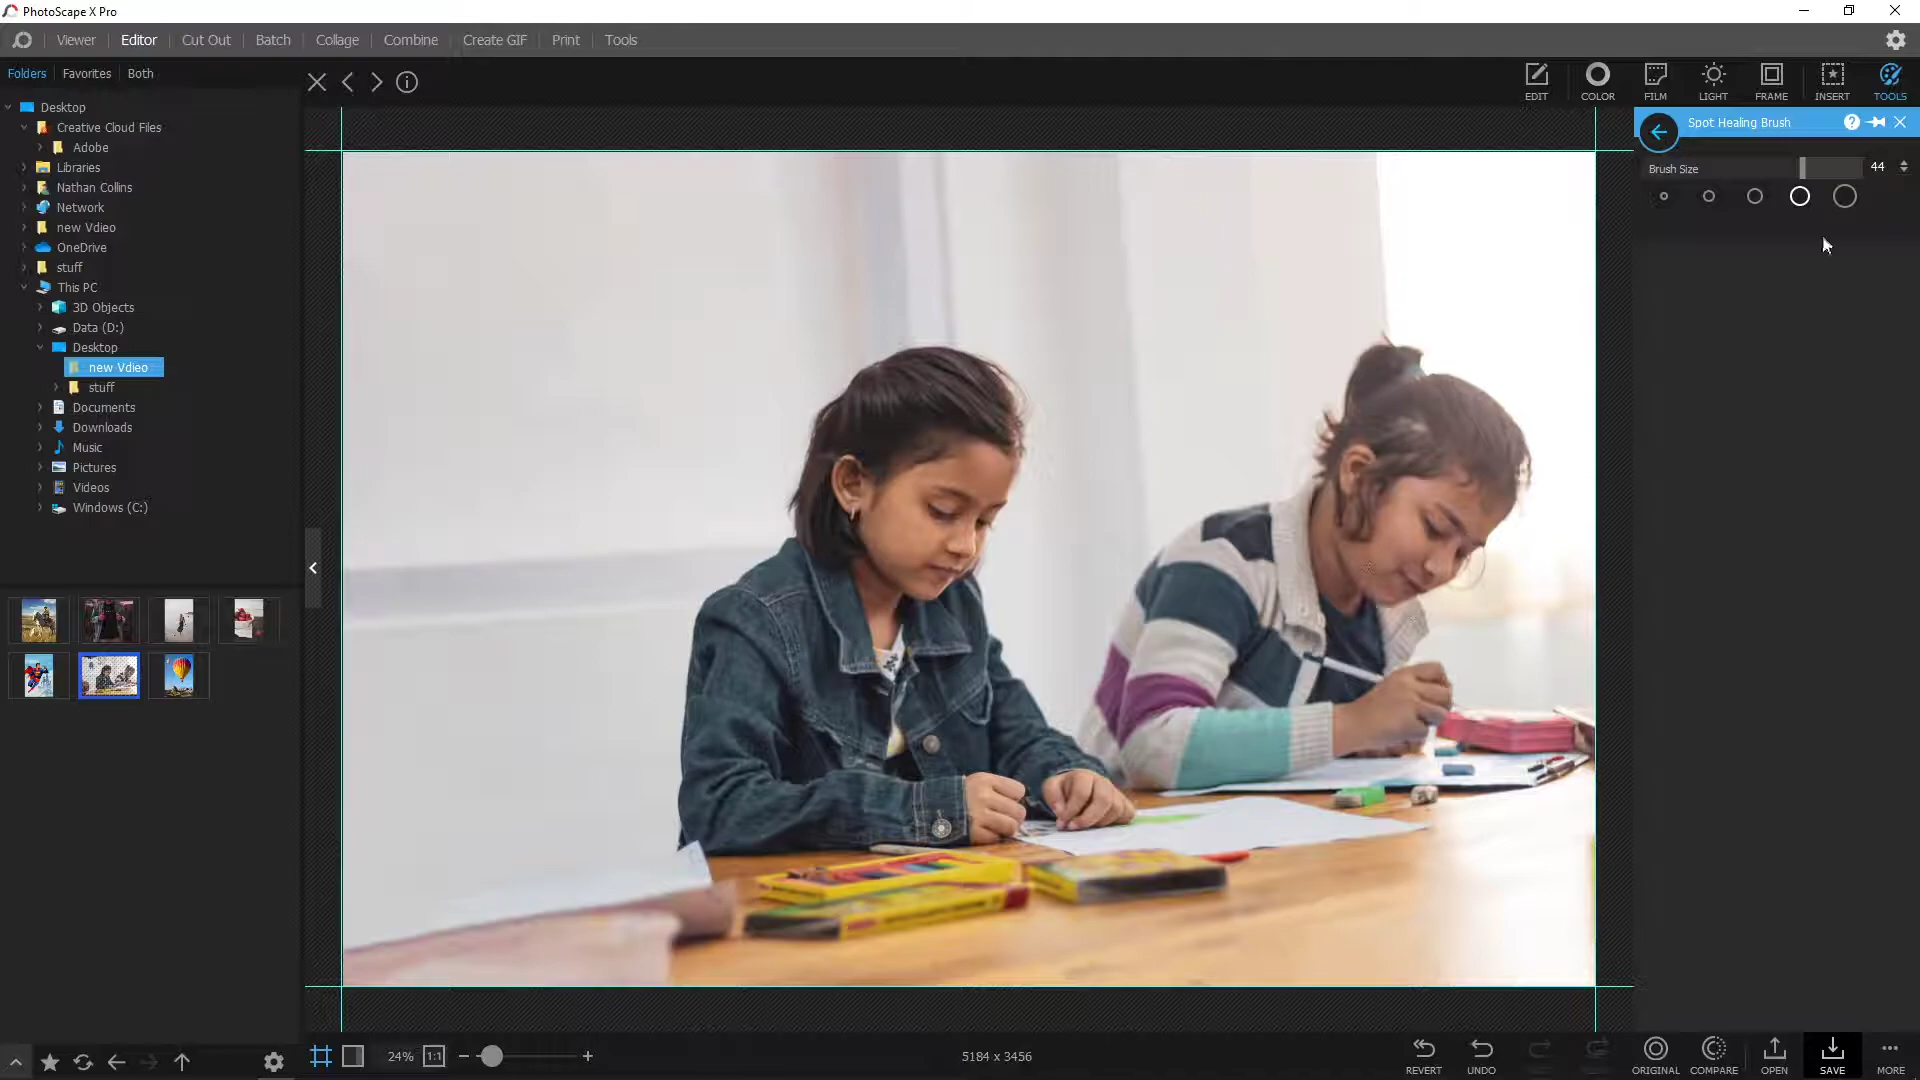 PhotoScape X Pro
Viewer Editor Cut Out Batch Collage Combine Create GIF Print Tools
Folders Favorites Both
EDIT COLOR FILM LIGHT FRAME INSERT TOOLS
Spot Healing Brush
Brush Size 44
Desktop
Creative Cloud Files
Adobe
Libraries
Nathan Collins
Network
new Vdieo
OneDrive
stuff
This PC
3D Objects
Data (D:)
Desktop
new Vdieo
stuff
Documents
Downloads
Music
Pictures
Videos
Windows (C:)
24% 1:1 5184 x 3456
REVERT UNDO ORIGINAL COMPARE OPEN SAVE MORE